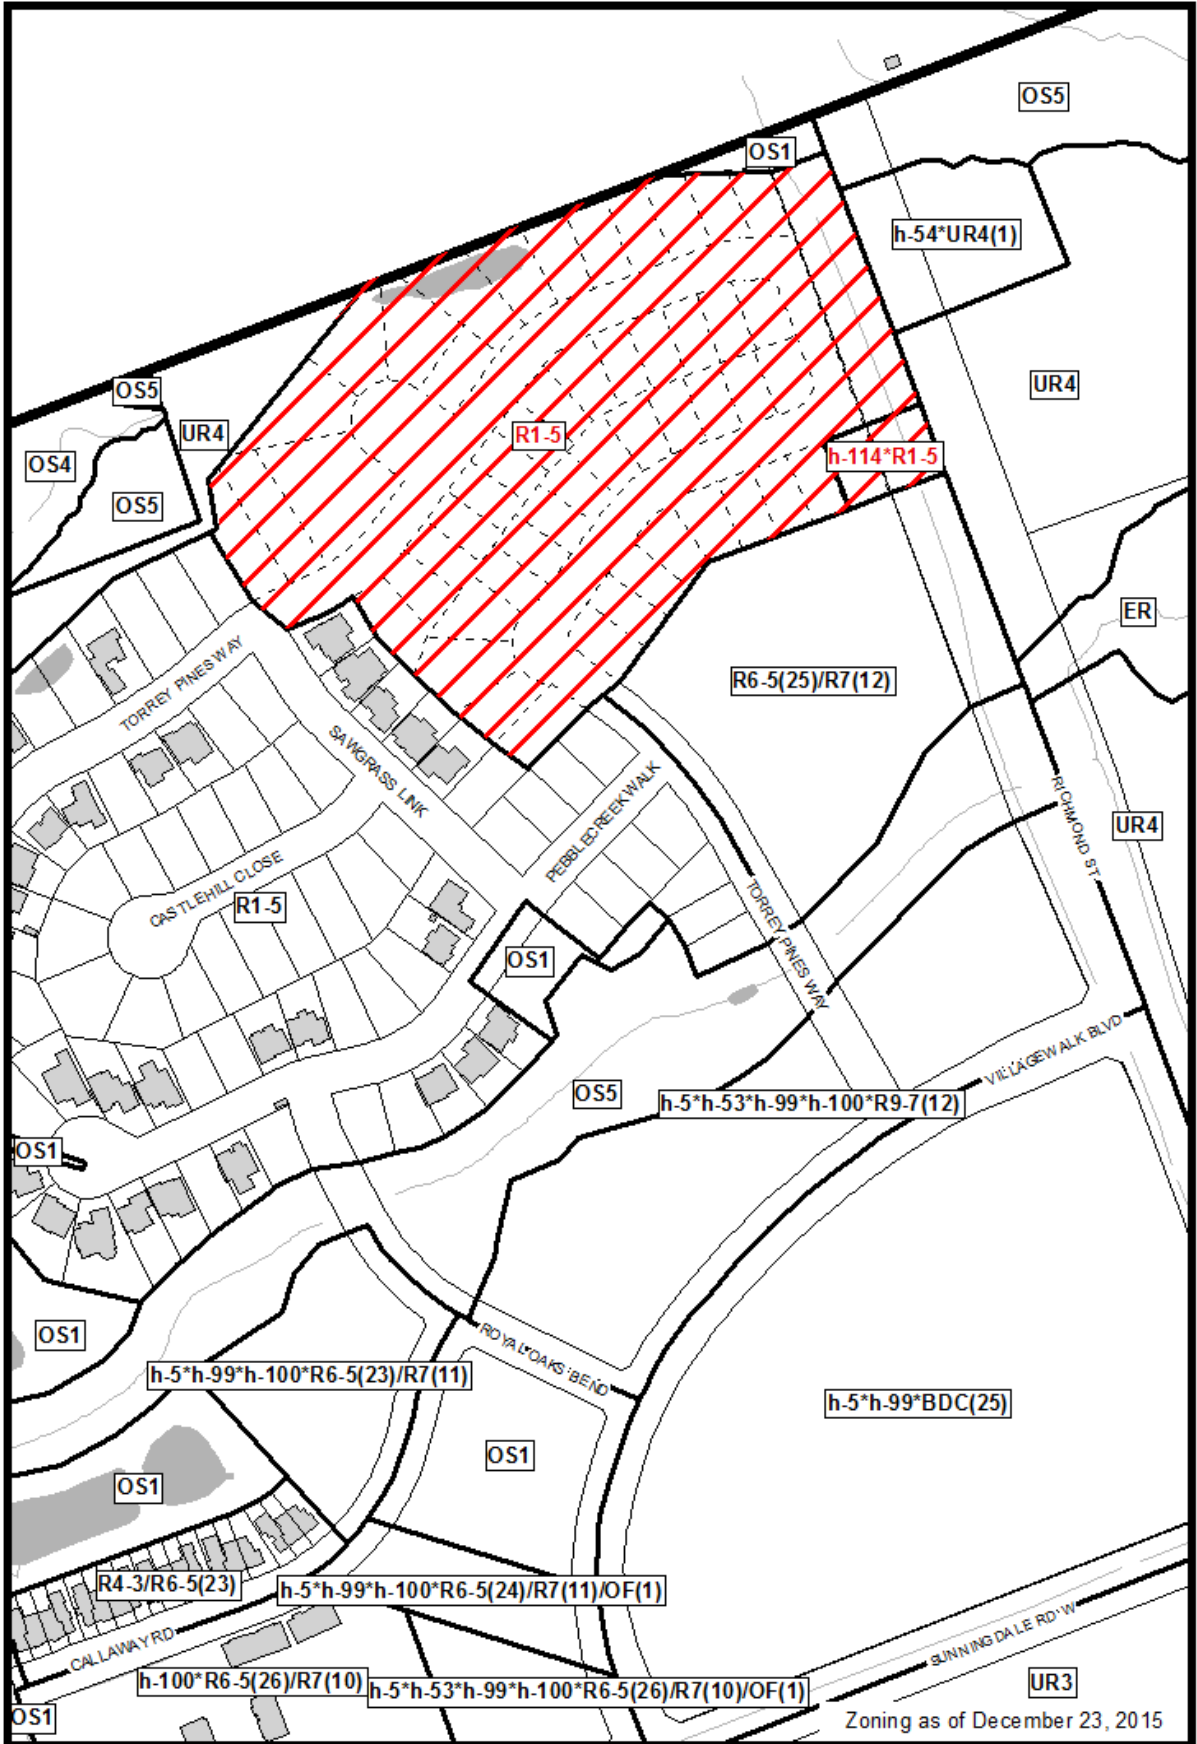 OS5
OS1
h-54*UR4(1)
OS5
UR4
UR4
R1-5
h-114*R1-5
OS4
OS5
ER
TORREY PINES WAY
R6-5(25)/R7(12)
SAWGRASS LINK
PEBBLECREEK WALK
RICHMOND ST
UR4
CASTLEHILL CLOSE
R1-5
TORREY PINES WAY
OS1
VILLAGEWALK BLVD
OS5
h-5*h-53*h-99*h-100*R9-7(12)
OS1
OS1
ROYAL OAKS BEND
h-5*h-99*h-100*R6-5(23)/R7(11)
h-5*h-99*BDC(25)
OS1
OS1
R4-3/R6-5(23)
h-5*h-99*h-100*R6-5(24)/R7(11)/OF(1)
CALLAWAY RD
SUNNINGDALE RD W
h-100*R6-5(26)/R7(10)
h-5*h-53*h-99*h-100*R6-5(26)/R7(10)/OF(1)
UR3
OS1
Zoning as of December 23, 2015